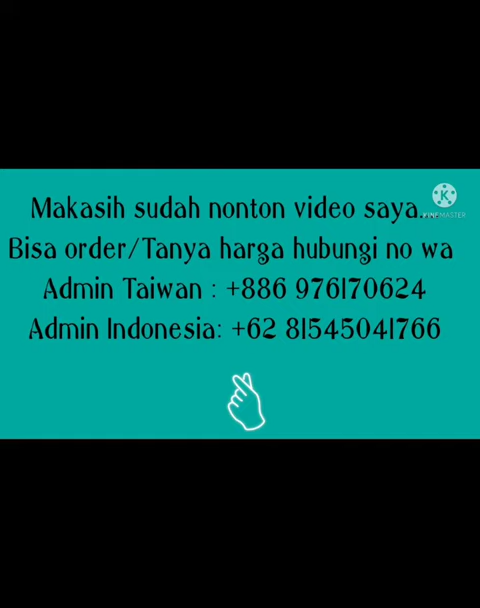 Makasih sudah nonton video saya....
Bisa order/Tanya harga hubungi no wa
Admin Taiwan : +886 976170624
Admin Indonesia: +62 81545041766
K
KINEMASTER